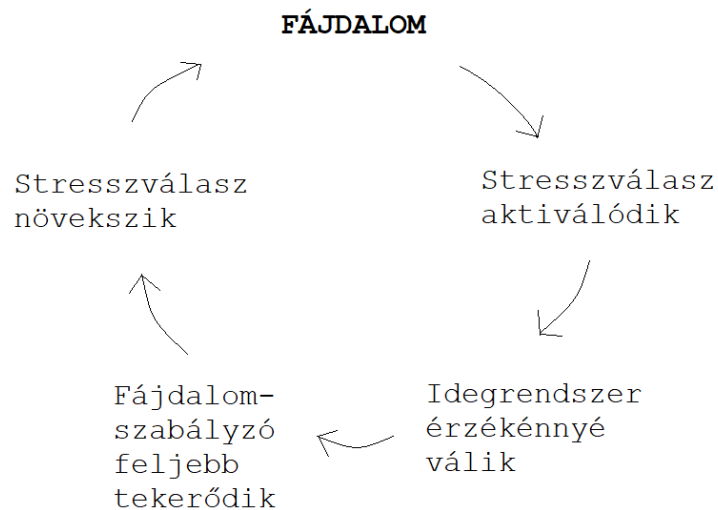 FÁJDALOM
Stresszválasz
aktiválódik
Idegrendszer
érzékénnyé
válik
Fájdalom-
szabályzó
feljebb
tekerődik
Stresszválasz
növekszik